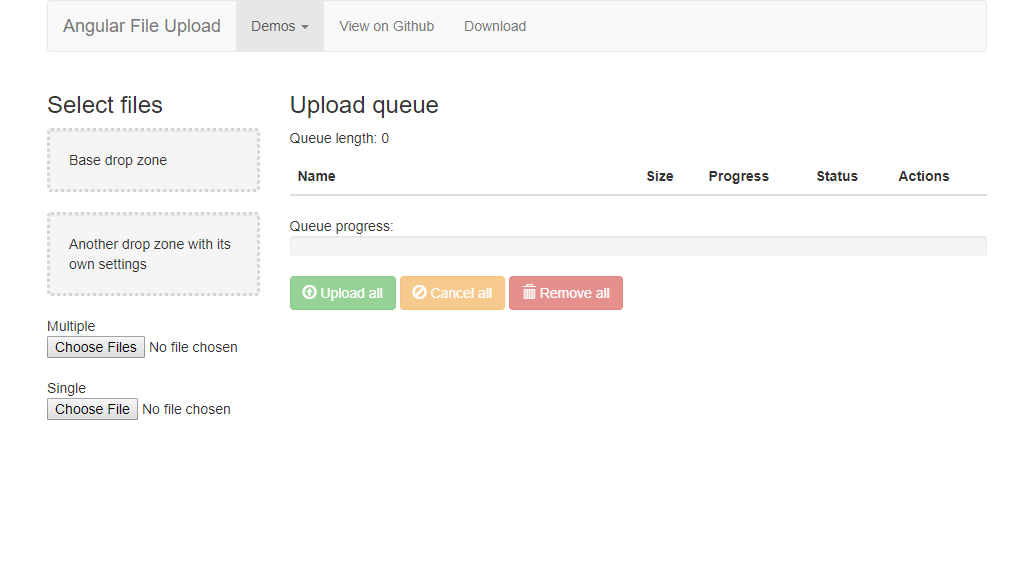 Angular File Upload Demos View on Github Download
Select files
Base drop zone
Another drop zone with its
own settings
Multiple
Choose Files No file chosen
Single
Choose File No file chosen
Upload queue
Queue length: 0
Name Size Progress Status Actions
Queue progress:
Upload all Cancel all Remove all